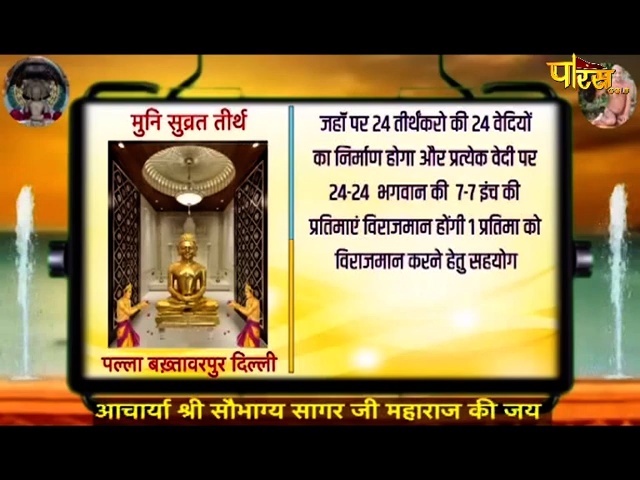 पारस
मुनि सुव्रत तीर्थ
पल्ला बख़्तावरपुर दिल्ली
जहाँ पर 24 तीर्थंकरो की 24 वेदियों
का निर्माण होगा और प्रत्येक वेदी पर
24-24 भगवान की 7-7 इंच की
प्रतिमाएं विराजमान होंगी 1 प्रतिमा को
विराजमान करने हेतु सहयोग
आचार्या श्री सौभाग्य सागर जी महाराज की जय